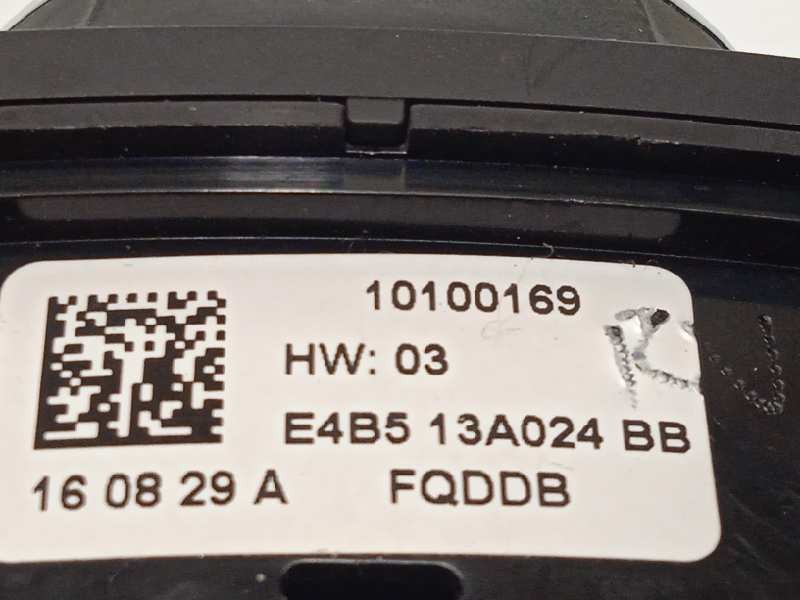 10100169
HW: 03
E4B5 13A024 BB
16 08 29 A FQDDB